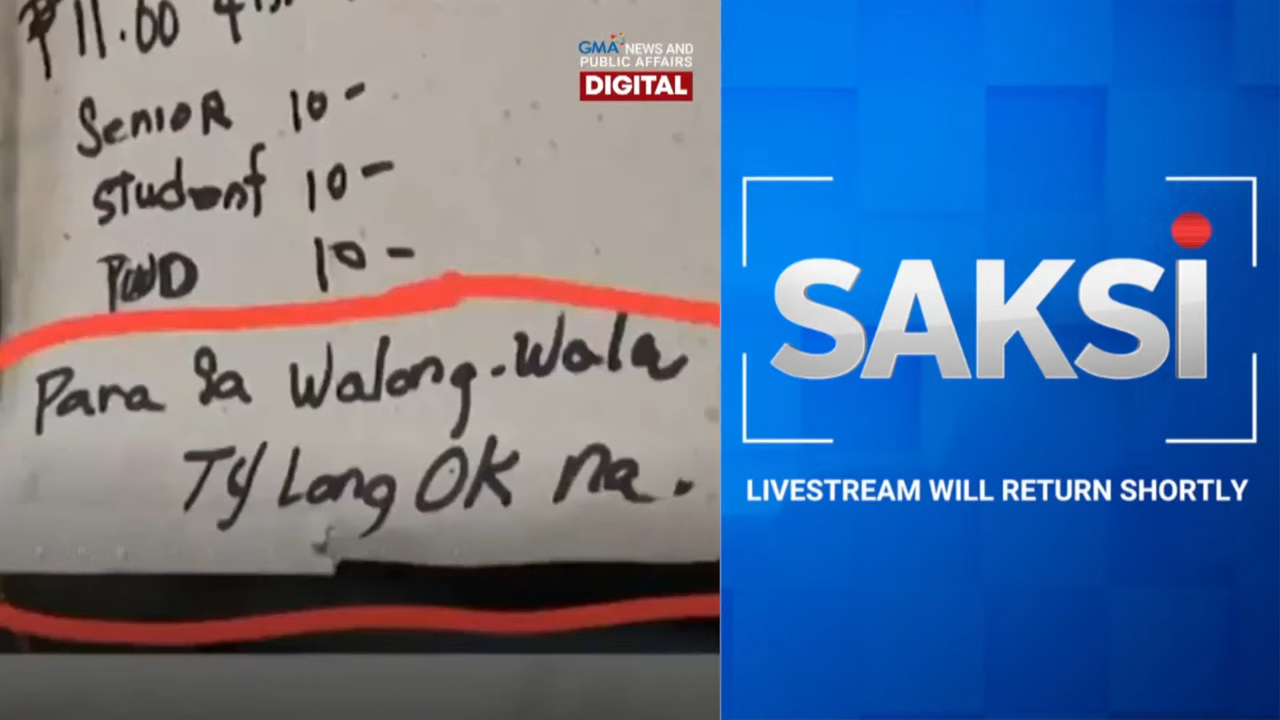 ₱11.00
Senior 10-
Student 10-
PWD 10-
Para sa Walong-Wala
TY Lang OK na.
GMA NEWS AND
PUBLIC AFFAIRS
DIGITAL
SAKSI
LIVESTREAM WILL RETURN SHORTLY